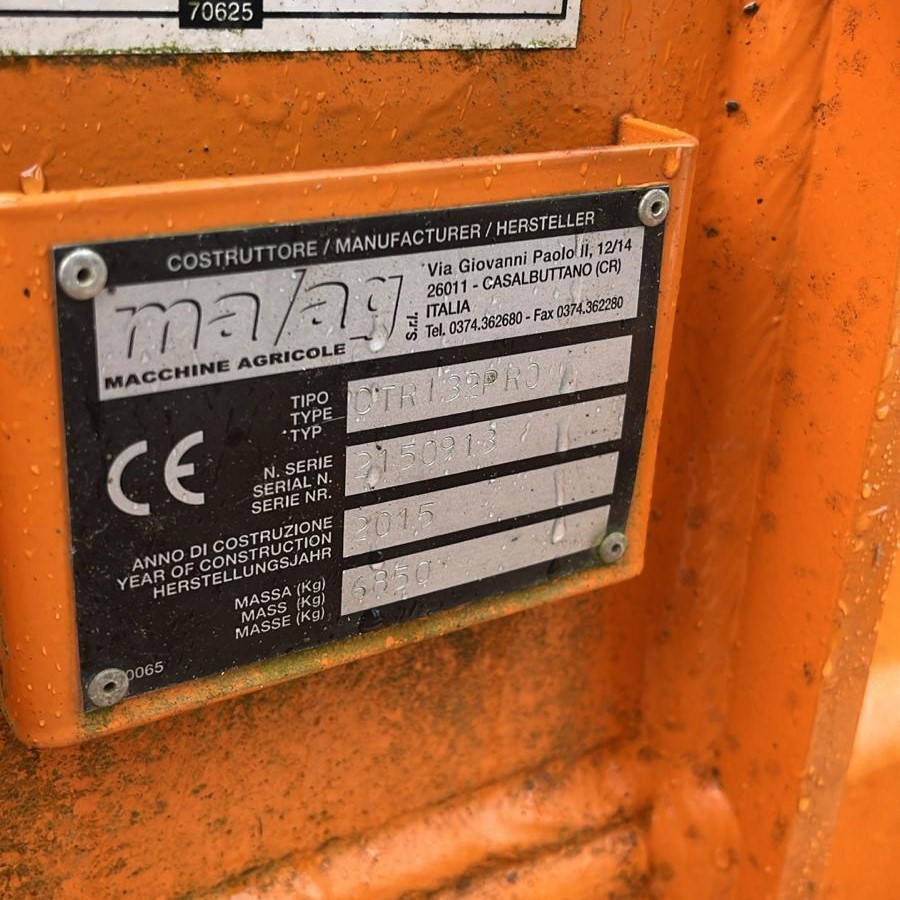 70625
COSTRUTTORE / MANUFACTURER / HERSTELLER
ma/ag S.r.l.
MACCHINE AGRICOLE
Via Giovanni Paolo II, 12/14
26011 - CASALBUTTANO (CR)
ITALIA
Tel. 0374.362680 - Fax 0374.362280
TIPO
TYPE
TYP
CE
N. SERIE
SERIAL N.
SERIE NR.
2150913
ANNO DI COSTRUZIONE
YEAR OF CONSTRUCTION
HERSTELLUNGSJAHR
2015
MASSA (Kg)
MASS (Kg)
MASSE (Kg)
6850
0065